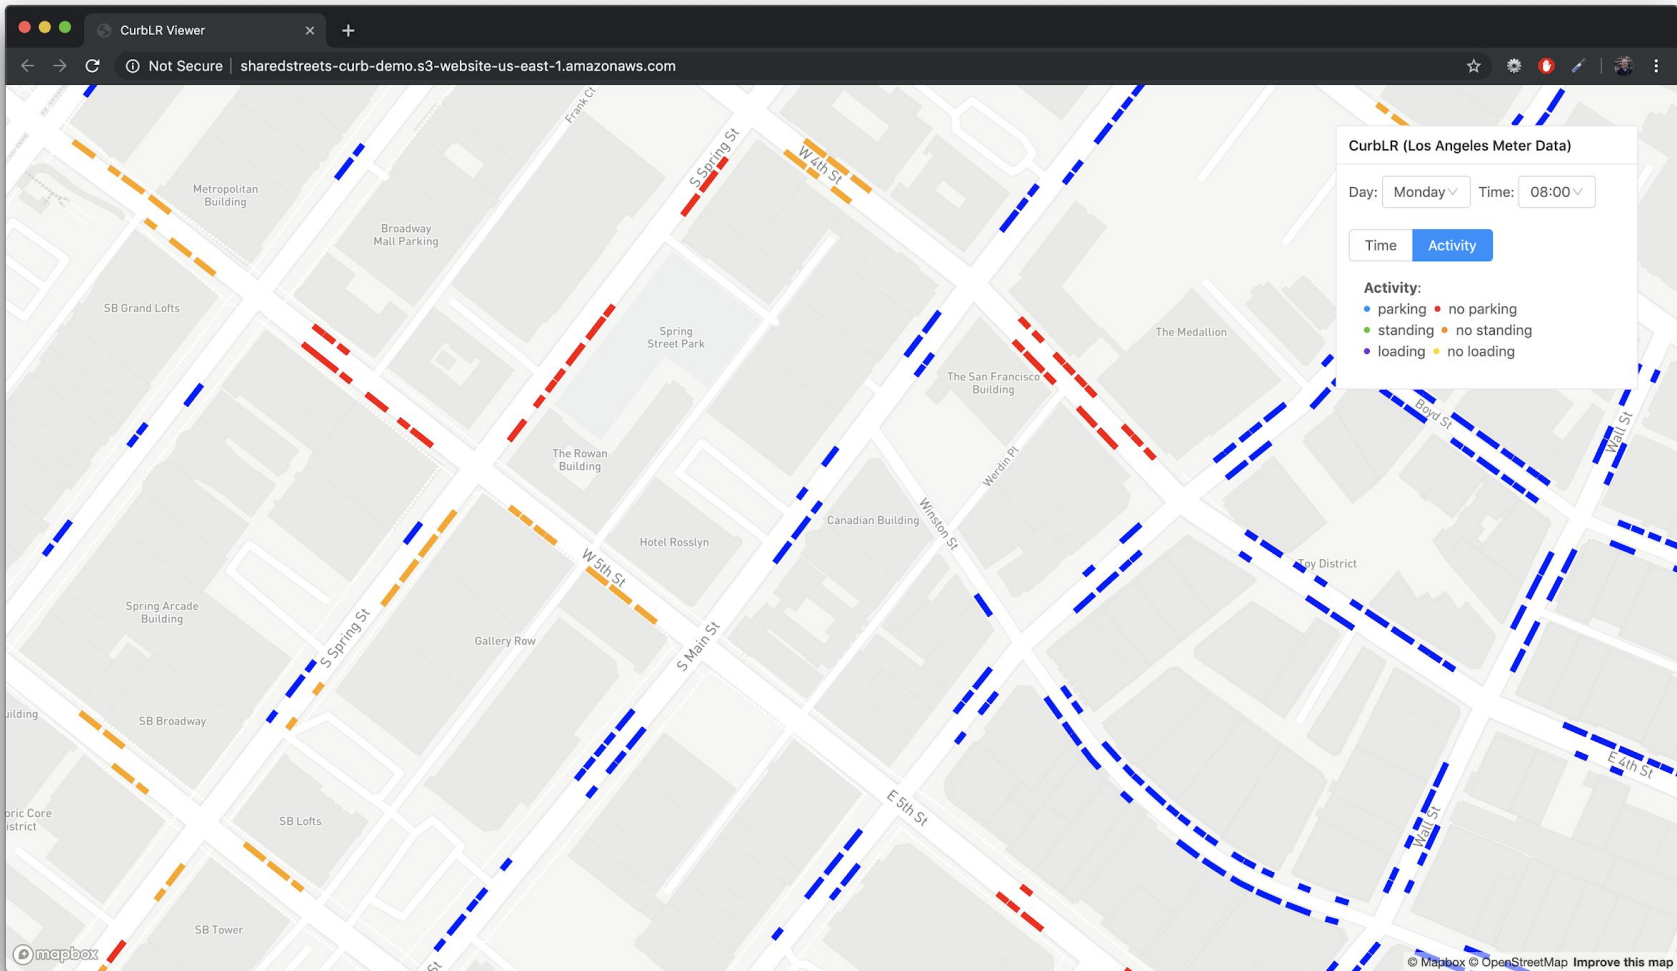 CurbLR Viewer
Not Secure | sharedstreets-curb-demo.s3-website-us-east-1.amazonaws.com
CurbLR (Los Angeles Meter Data)
Day: Monday Time: 08:00
Time Activity
Activity:
parking no parking
standing no standing
loading no loading
Frank Ct
S Spring St
W 4th St
Metropolitan
Building
Broadway
Mall Parking
SB Grand Lofts
Spring
Street Park
The Medallion
The San Francisco
Building
Boyd St
Wall St
The Rowan
Building
Werdin Pl
Canadian Building
Winston St
Hotel Rosslyn
W 5th St
Toy District
Spring Arcade
Building
S Spring St
Gallery Row
S Main St
uilding
SB Broadway
E 4th St
oric Core
istrict
SB Lofts
E 5th St
Wall St
SB Tower
St
mapbox
© Mapbox © OpenStreetMap Improve this map